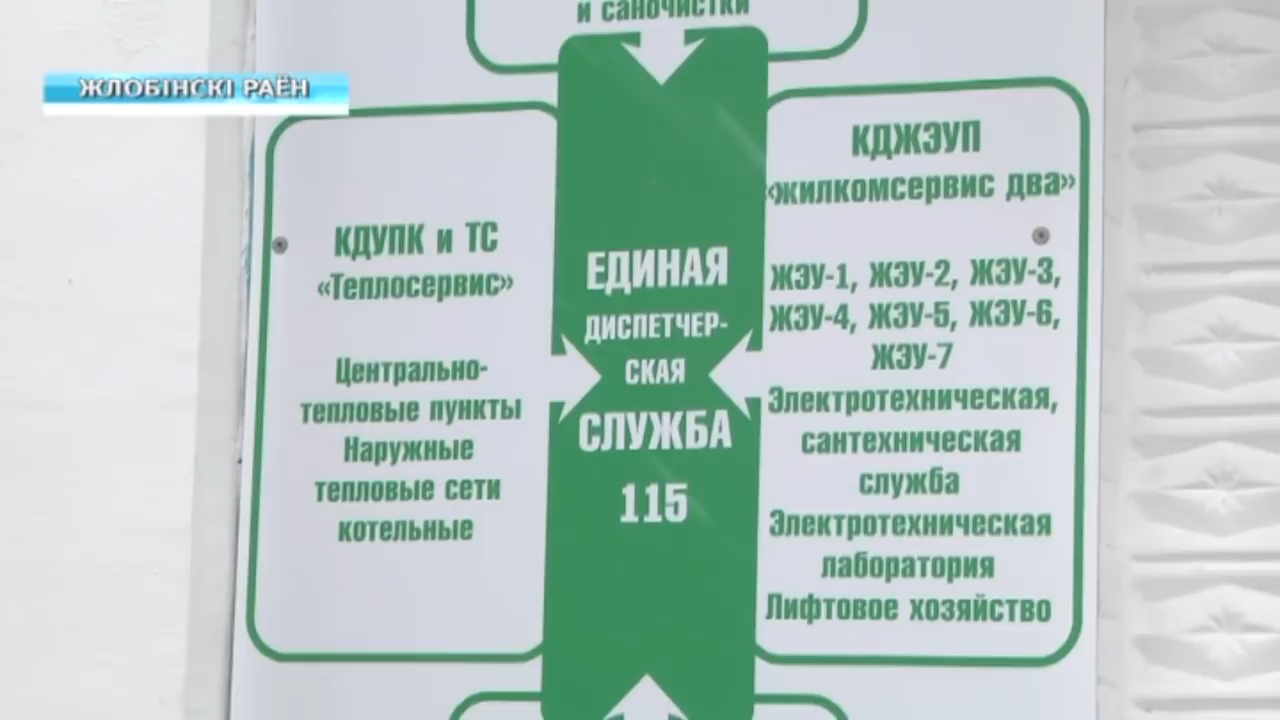 и саночистки
ЖЛОБІНСКІ РАЁН
КДУПК и ТС
«Теплосервис»
Центрально-
тепловые пункты
Наружные
тепловые сети
котельные
ЕДИНАЯ
ДИСПЕТЧЕР-
СКАЯ
СЛУЖБА
115
КДЖЭУП
«жилкомсервис два»
ЖЭУ-1, ЖЭУ-2, ЖЭУ-3,
ЖЭУ-4, ЖЭУ-5, ЖЭУ-6,
ЖЭУ-7
Электротехническая,
сантехническая
служба
Электротехническая
лаборатория
Лифтовое хозяйство